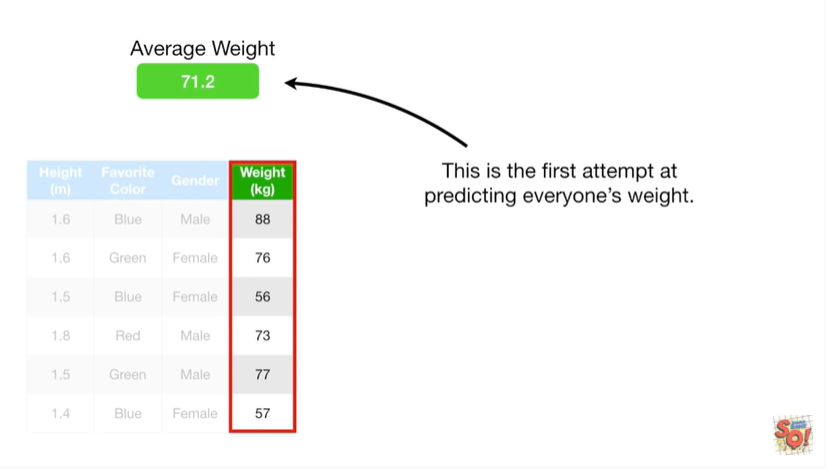 Average Weight
71.2
This is the first attempt at
predicting everyone's weight.
Height (m) Favorite Color Gender Weight (kg)
1.6 Blue Male 88
1.6 Green Female 76
1.5 Blue Female 56
1.8 Red Male 73
1.5 Green Male 77
1.4 Blue Female 57
SQ!